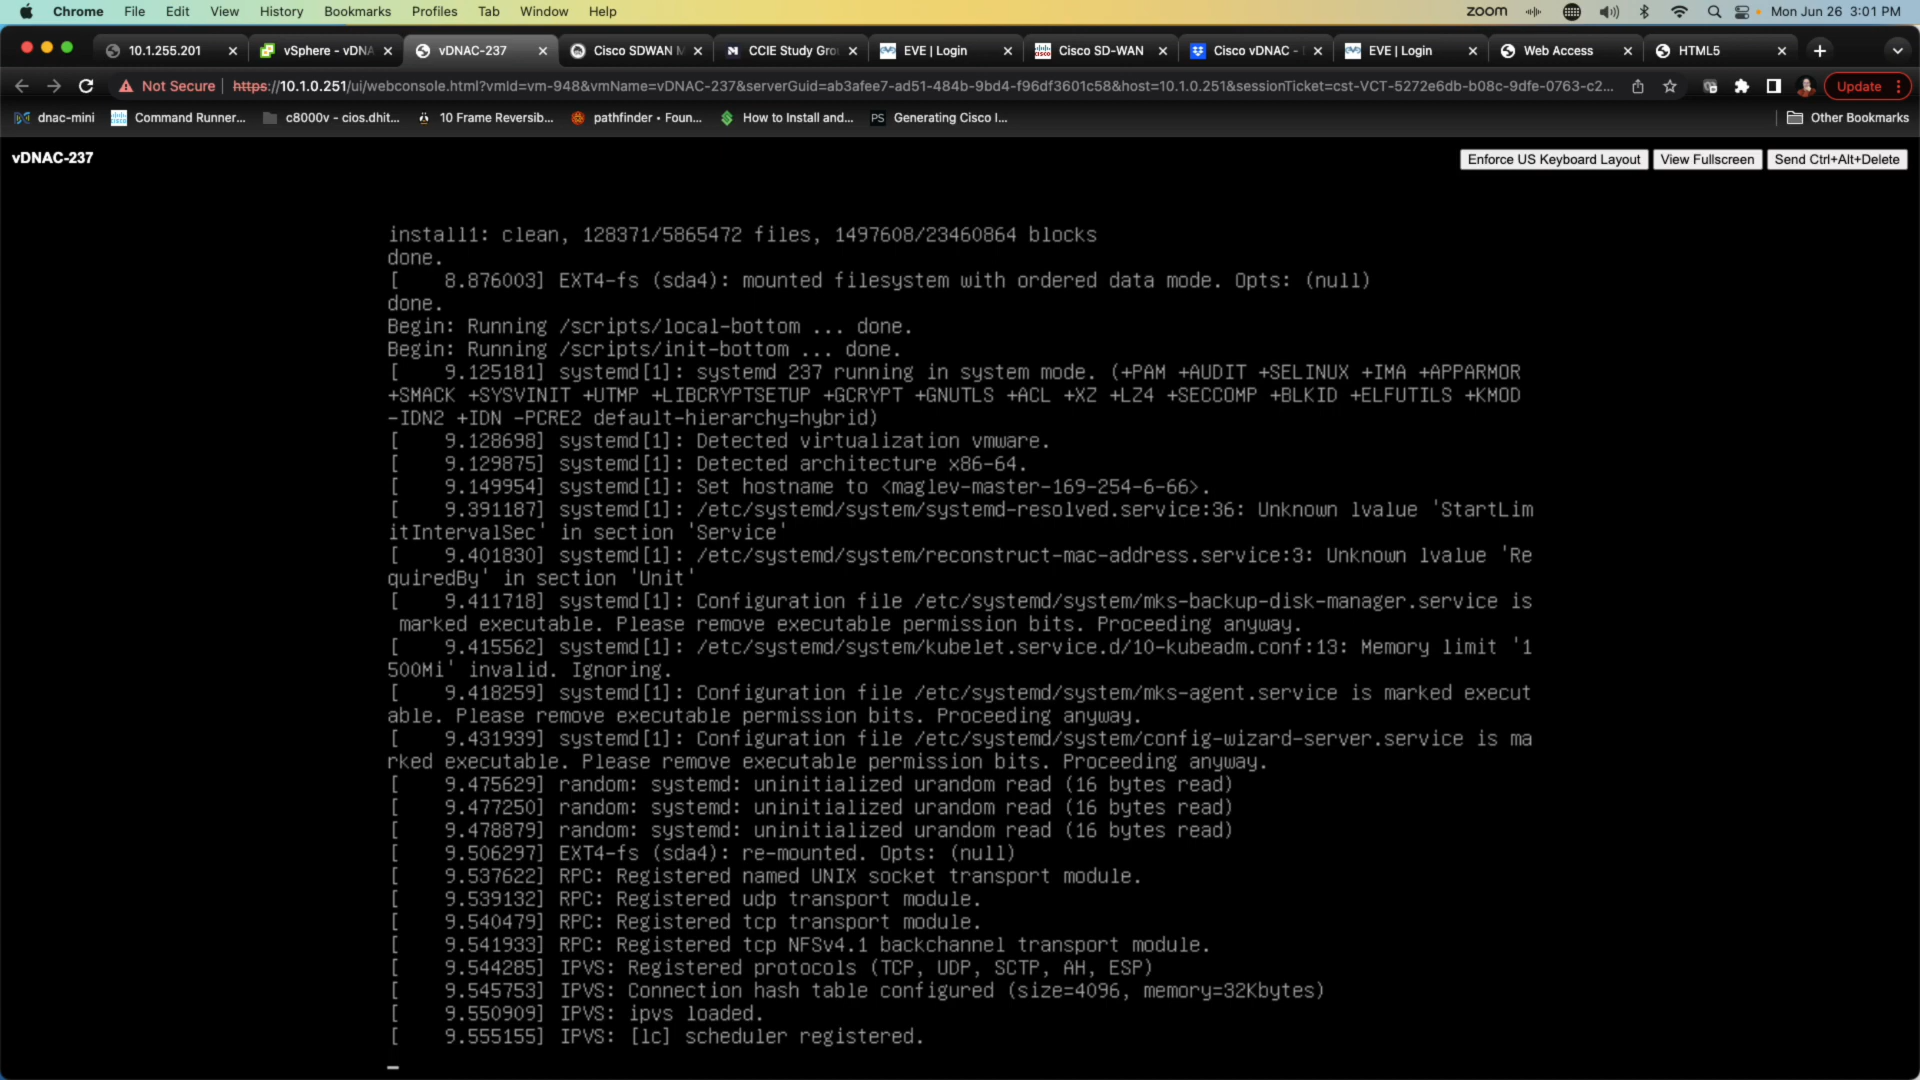 Chrome File Edit View History Bookmarks Profiles Tab Window Help zoom Mon Jun 26 3:01 PM
10.1.255.201 vSphere - vDNA vDNAC-237 Cisco SDWAN M CCIE Study Gro EVE | Login Cisco SD-WAN Cisco vDNAC - EVE | Login Web Access HTML5
Not Secure https://10.1.0.251/ui/webconsole.html?vmId=vm-948&vmName=vDNAC-237&serverGuid=ab3afee7-ad51-484b-9bd4-f96df3601c58&host=10.1.0.251&sessionTicket=cst-VCT-5272e6db-b08c-9dfe-0763-c2... Update
dnac-mini Command Runner... c8000v - cios.dhit... 10 Frame Reversib... pathfinder • Foun... How to Install and... PS Generating Cisco I... Other Bookmarks
vDNAC-237 Enforce US Keyboard Layout View Fullscreen Send Ctrl+Alt+Delete
install1: clean, 128371/5865472 files, 1497608/23460864 blocks
done.
[    8.876003] EXT4-fs (sda4): mounted filesystem with ordered data mode. Opts: (null)
done.
Begin: Running /scripts/local-bottom ... done.
Begin: Running /scripts/init-bottom ... done.
[    9.125181] systemd[1]: systemd 237 running in system mode. (+PAM +AUDIT +SELINUX +IMA +APPARMOR
+SMACK +SYSVINIT +UTMP +LIBCRYPTSETUP +GCRYPT +GNUTLS +ACL +XZ +LZ4 +SECCOMP +BLKID +ELFUTILS +KMOD
-IDN2 +IDN -PCRE2 default-hierarchy=hybrid)
[    9.128698] systemd[1]: Detected virtualization vmware.
[    9.129875] systemd[1]: Detected architecture x86-64.
[    9.149954] systemd[1]: Set hostname to <maglev-master-169-254-6-66>.
[    9.391187] systemd[1]: /etc/systemd/system/systemd-resolved.service:36: Unknown lvalue 'StartLim
itIntervalSec' in section 'Service'
[    9.401830] systemd[1]: /etc/systemd/system/reconstruct-mac-address.service:3: Unknown lvalue 'Re
quiredBy' in section 'Unit'
[    9.411718] systemd[1]: Configuration file /etc/systemd/system/mks-backup-disk-manager.service is
 marked executable. Please remove executable permission bits. Proceeding anyway.
[    9.415562] systemd[1]: /etc/systemd/system/kubelet.service.d/10-kubeadm.conf:13: Memory limit '1
500Mi' invalid. Ignoring.
[    9.418259] systemd[1]: Configuration file /etc/systemd/system/mks-agent.service is marked execut
able. Please remove executable permission bits. Proceeding anyway.
[    9.431939] systemd[1]: Configuration file /etc/systemd/system/config-wizard-server.service is ma
rked executable. Please remove executable permission bits. Proceeding anyway.
[    9.475629] random: systemd: uninitialized urandom read (16 bytes read)
[    9.477250] random: systemd: uninitialized urandom read (16 bytes read)
[    9.478879] random: systemd: uninitialized urandom read (16 bytes read)
[    9.506297] EXT4-fs (sda4): re-mounted. Opts: (null)
[    9.537622] RPC: Registered named UNIX socket transport module.
[    9.539132] RPC: Registered udp transport module.
[    9.540479] RPC: Registered tcp transport module.
[    9.541933] RPC: Registered tcp NFSv4.1 backchannel transport module.
[    9.544285] IPVS: Registered protocols (TCP, UDP, SCTP, AH, ESP)
[    9.545753] IPVS: Connection hash table configured (size=4096, memory=32Kbytes)
[    9.550909] IPVS: ipvs loaded.
[    9.555155] IPVS: [lc] scheduler registered.